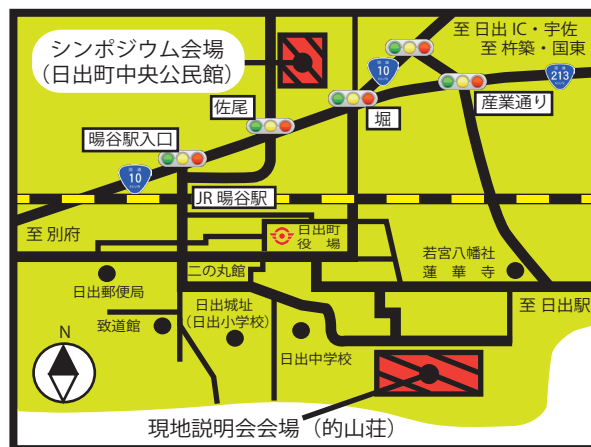 シンポジウム会場
(日出町中央公民館)
至 日出 IC・宇佐
至 杵築・国東
10
213
佐尾
堀
産業通り
暘谷駅入口
10
JR 暘谷駅
至 別府
日出町
役 場
若宮八幡社
蓮 華 寺
二の丸館
日出郵便局
日出城址
(日出小学校)
至 日出駅
致道館
日出中学校
N
現地説明会会場(的山荘)